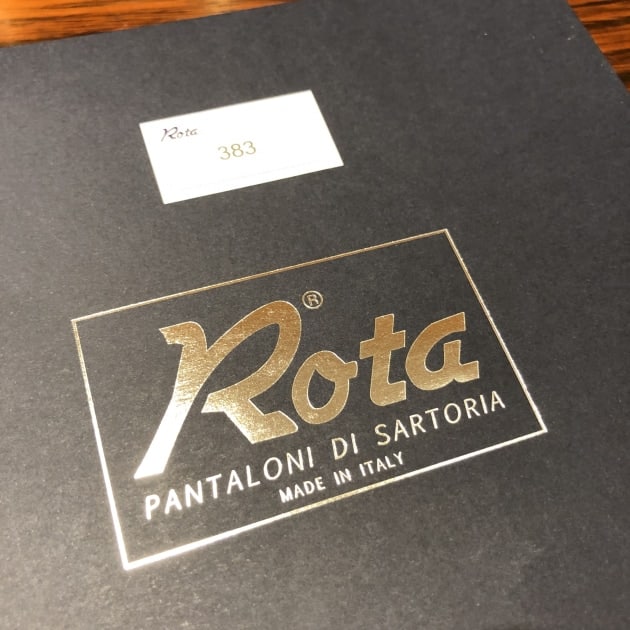 Rota
383
Rota®
PANTALONI DI SARTORIA
MADE IN ITALY